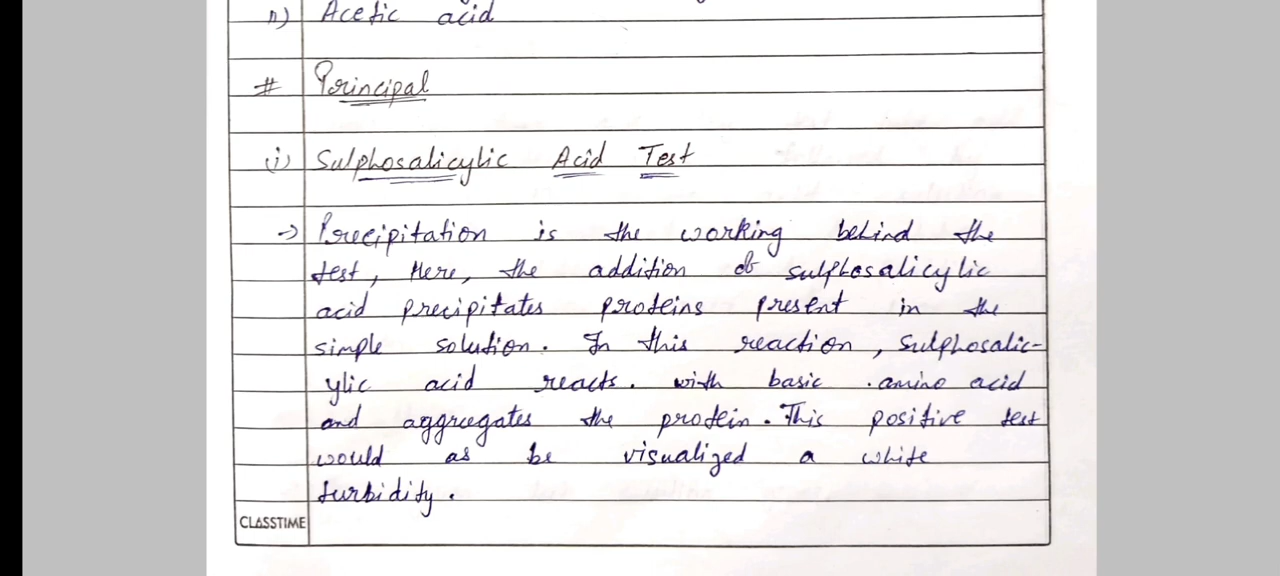 n) Acetic acid
# Principal
(i) Sulphosalicylic Acid Test
-> Precipitation is the working behind the
test, Here, the addition of sulphosalicylic
acid precipitates proteins present in the
simple solution. In this reaction, sulphosalic-
ylic acid reacts. with basic .amino acid
and aggregates the protein. This positive test
would as be visualized a white
turbidity.
CLASSTIME